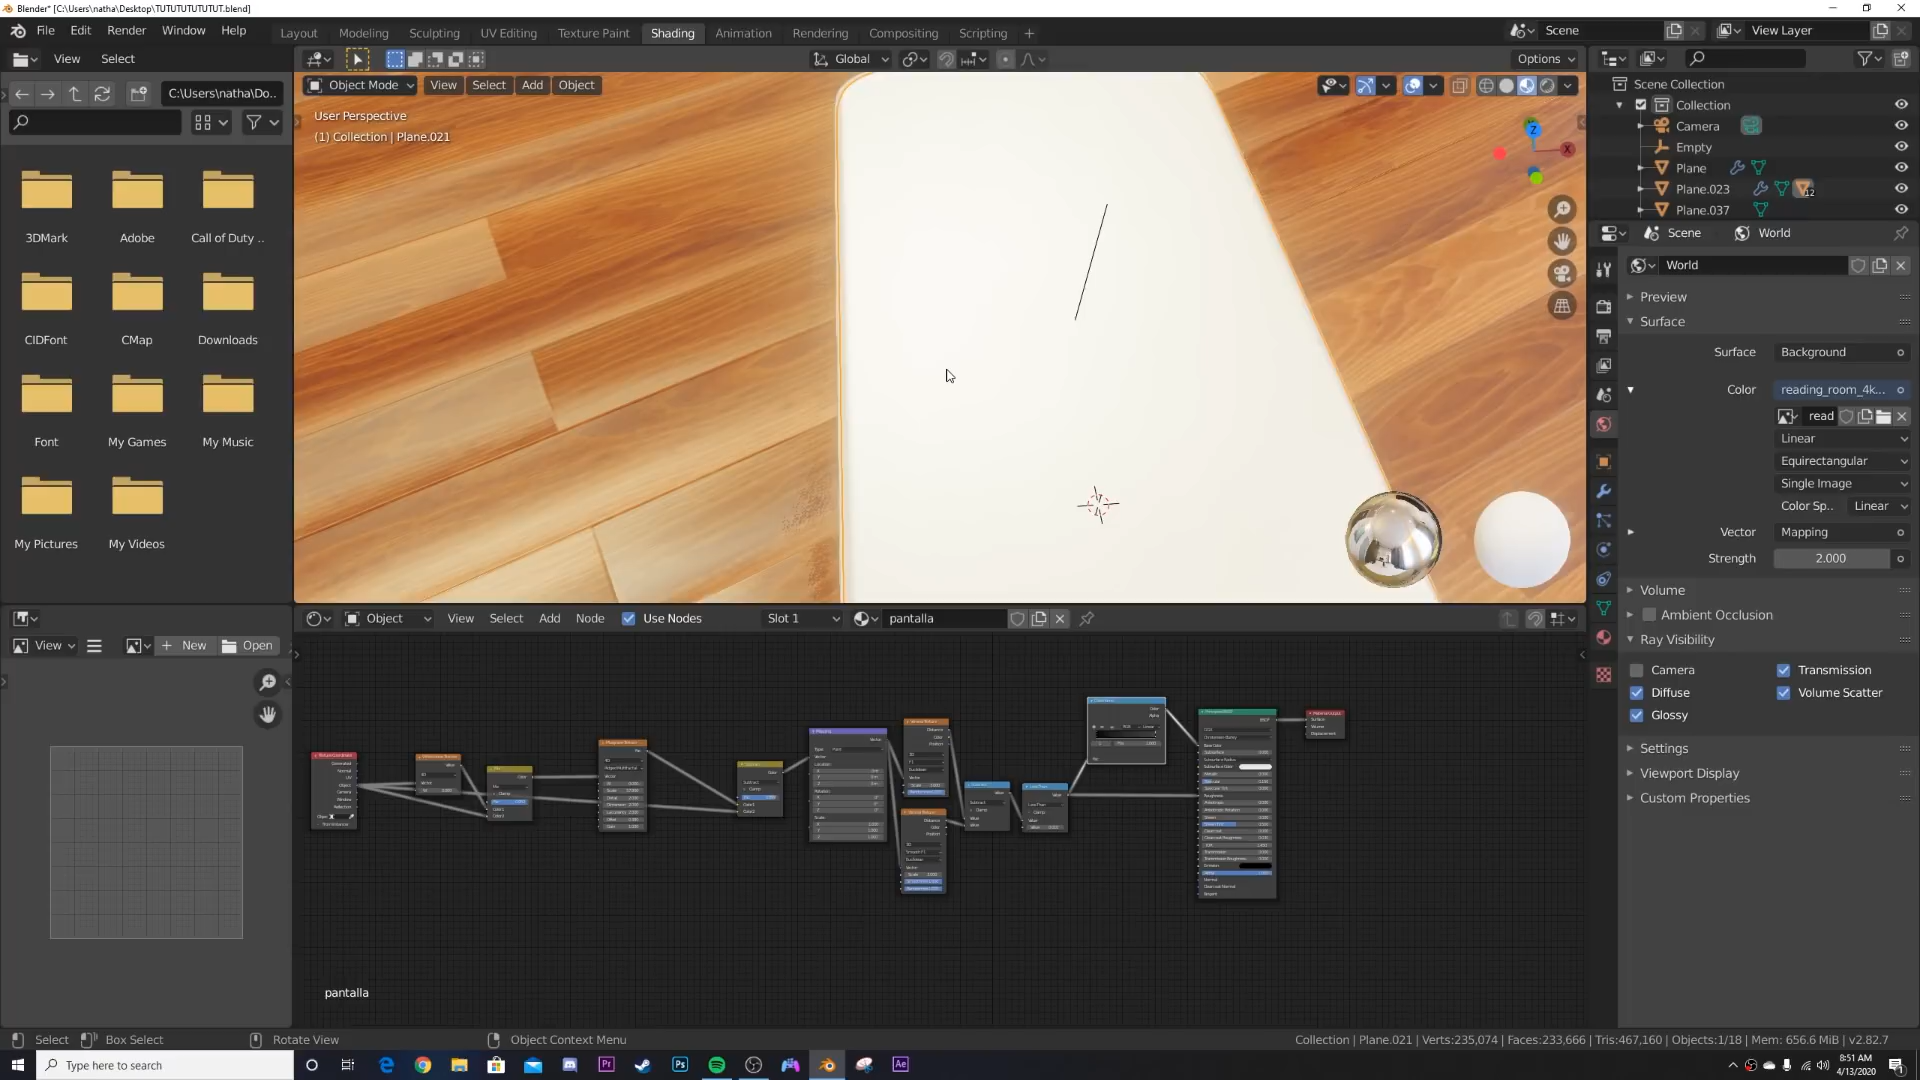 Blender* [C:\Users\natha\Desktop\TUTUTUTUTUTUT.blend]
File Edit Render Window Help
Layout Modeling Sculpting UV Editing Texture Paint Shading Animation Rendering Compositing Scripting +
Scene
View Layer
View Select
Global
Options
C:\Users\natha\Do..
Object Mode View Select Add Object
User Perspective
(1) Collection | Plane.021
3DMark Adobe Call of Duty ..
CIDFont CMap Downloads
Font My Games My Music
My Pictures My Videos
Z
X
Scene Collection
Collection
Camera
Empty
Plane
Plane.023
12
Plane.037
Scene World
World
Preview
Surface
Surface Background
Color reading_room_4k...
read
Linear
Equirectangular
Single Image
Color Sp.. Linear
Vector Mapping
Strength 2.000
Volume
Ambient Occlusion
Ray Visibility
Camera Transmission
Diffuse Volume Scatter
Glossy
Settings
Viewport Display
Custom Properties
View New Open
Object View Select Add Node Use Nodes Slot 1 pantalla
pantalla
Select Box Select Rotate View Object Context Menu
Collection | Plane.021 | Verts:235,074 | Faces:233,666 | Tris:467,160 | Objects:1/18 | Mem: 656.6 MiB | v2.82.7
Type here to search
8:51 AM
4/13/2020